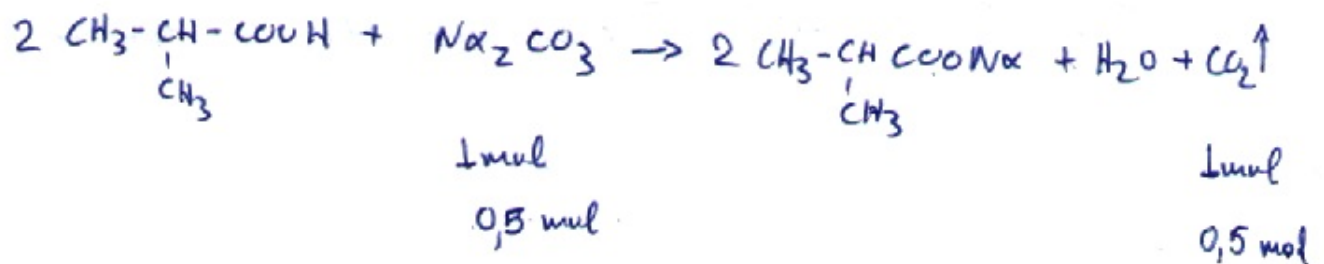 2 CH₃-CH-COOH + Na₂CO₃ → 2 CH₃-CH COONa + H₂O + CO₂↑
CH₃ CH₃
1mol 1mol
0,5 mol 0,5 mol